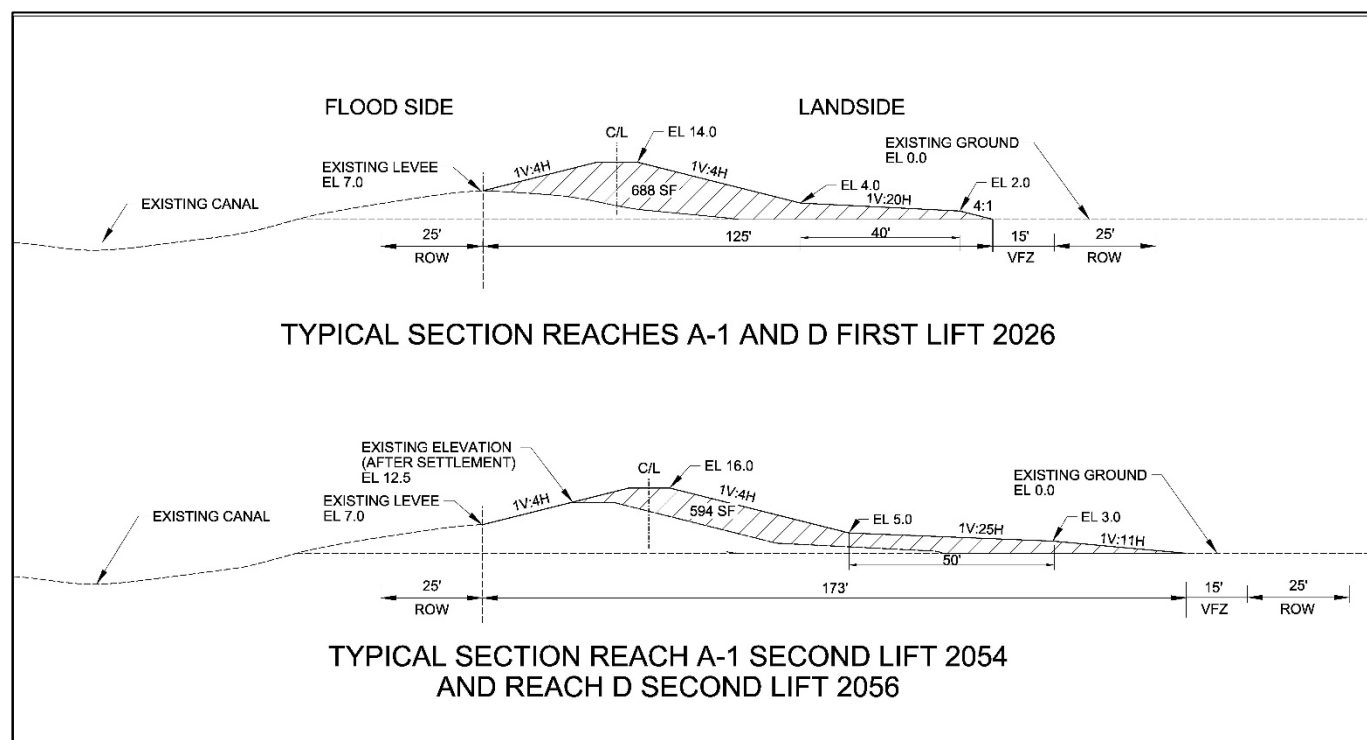 FLOOD SIDE
LANDSIDE
C/L
EL 14.0
EXISTING GROUND
EL 0.0
EXISTING LEVEE
EL 7.0
1V:4H
1V:4H
688 SF
EL 4.0
1V:20H
EL 2.0
4:1
EXISTING CANAL
25'
ROW
125'
40'
15'
VFZ
25'
ROW
TYPICAL SECTION REACHES A-1 AND D FIRST LIFT 2026
EXISTING ELEVATION
(AFTER SETTLEMENT)
EL 12.5
C/L
EL 16.0
EXISTING GROUND
EL 0.0
EXISTING LEVEE
EL 7.0
1V:4H
1V:4H
594 SF
EL 5.0
1V:25H
EL 3.0
1V:11H
EXISTING CANAL
50'
25'
ROW
173'
15'
VFZ
25'
ROW
TYPICAL SECTION REACH A-1 SECOND LIFT 2054
AND REACH D SECOND LIFT 2056